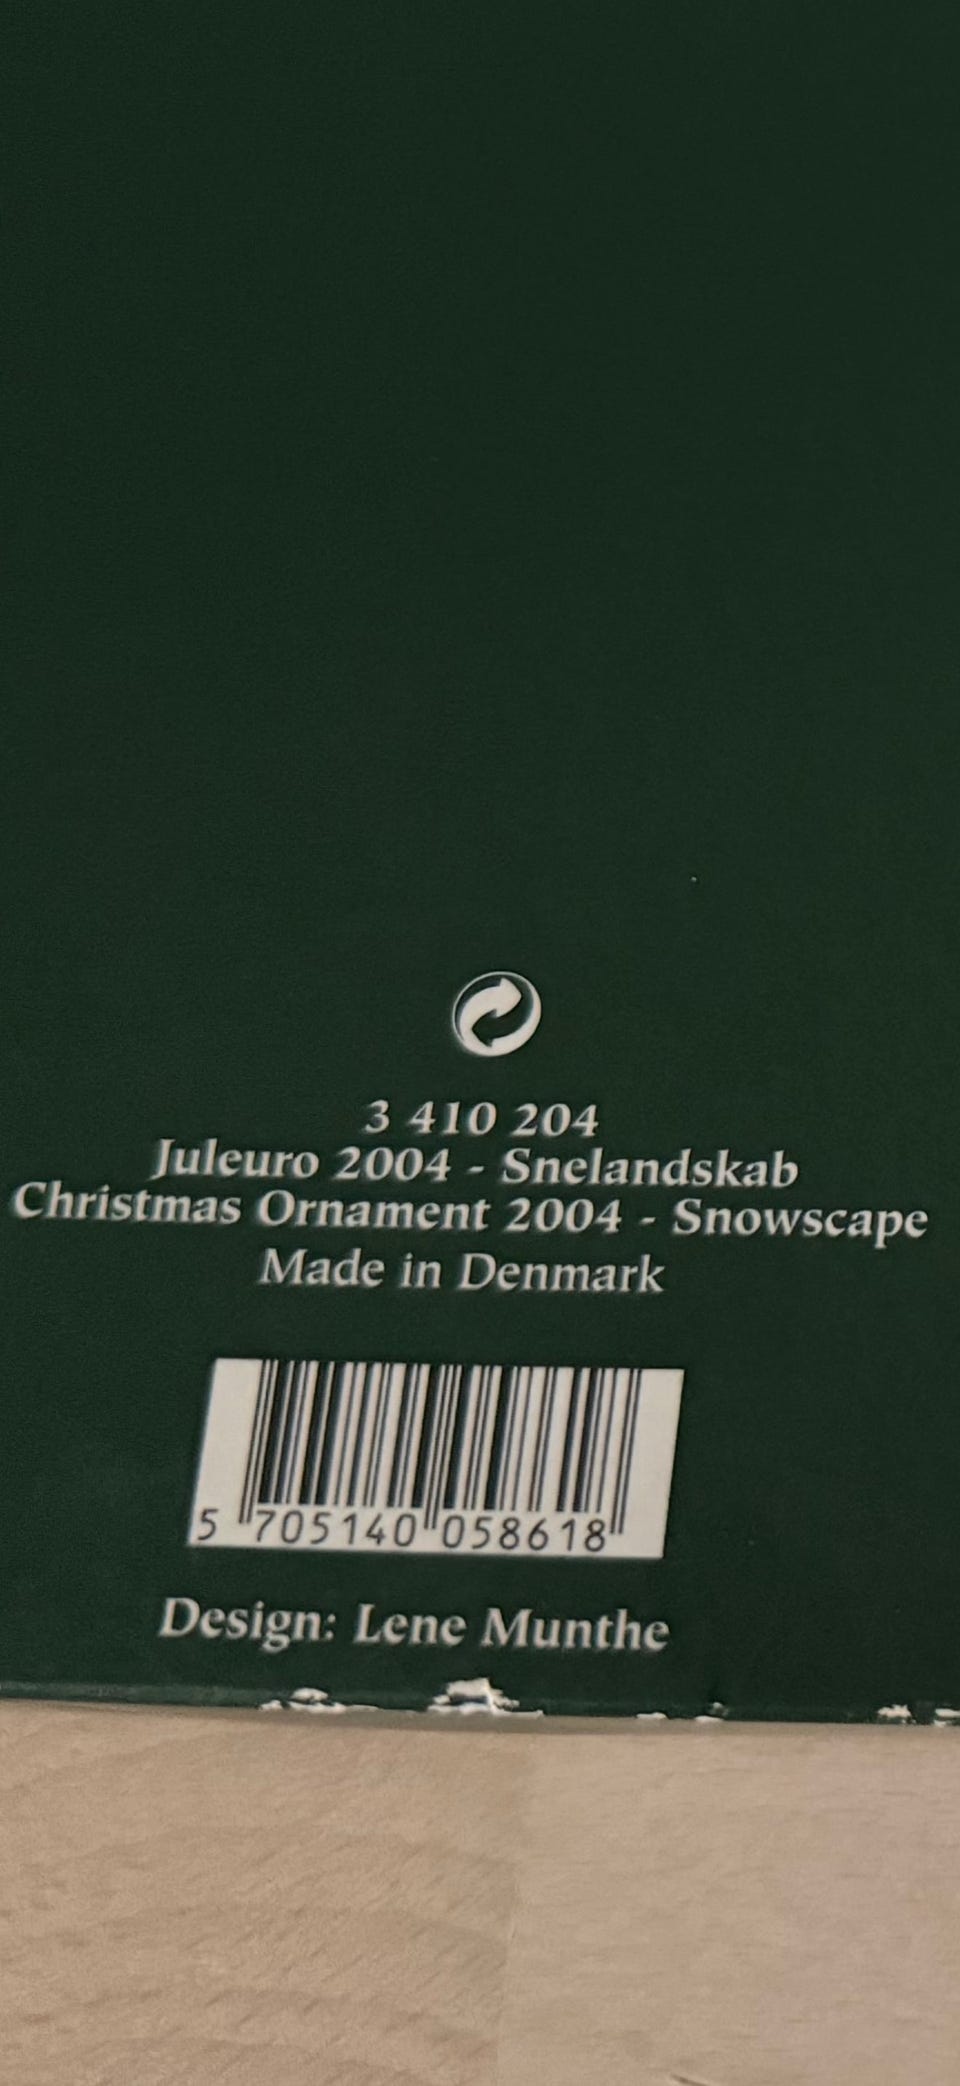 3 410 204
Juleuro 2004 - Snelandskab
Christmas Ornament 2004 - Snowscape
Made in Denmark
5 705140 058618
Design: Lene Munthe